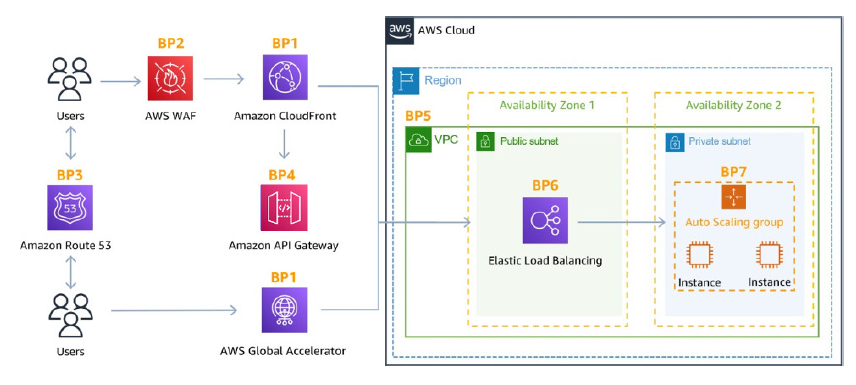 aws
AWS Cloud
BP2
BP1
Region
Users
AWS WAF
Amazon CloudFront
Availability Zone 1
Availability Zone 2
BP5
VPC
Public subnet
Private subnet
BP3
BP4
BP6
BP7
53
Amazon Route 53
Amazon API Gateway
Elastic Load Balancing
Auto Scaling group
Instance
Instance
BP1
Users
AWS Global Accelerator